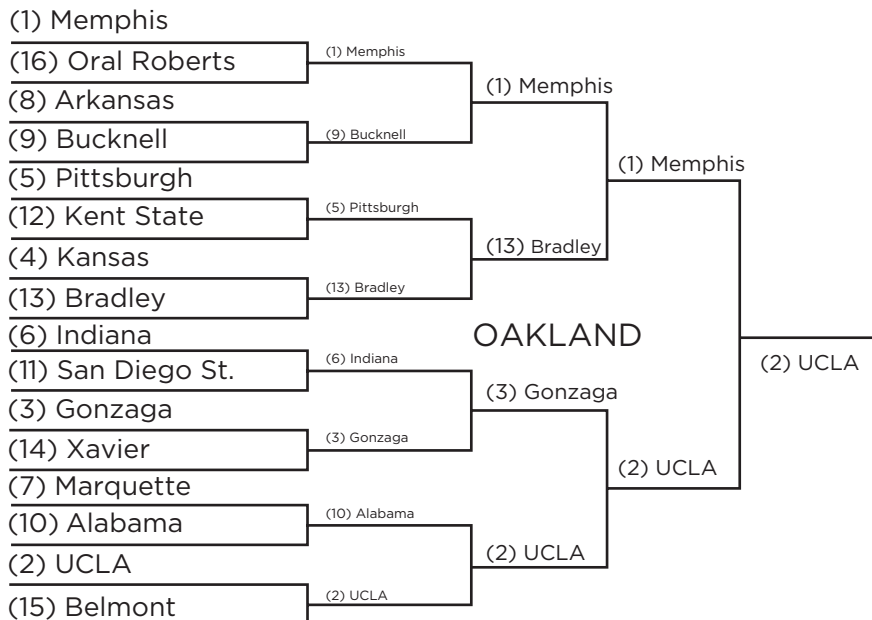 (1) Memphis
(16) Oral Roberts
(8) Arkansas
(9) Bucknell
(5) Pittsburgh
(12) Kent State
(4) Kansas
(13) Bradley
(6) Indiana
(11) San Diego St.
(3) Gonzaga
(14) Xavier
(7) Marquette
(10) Alabama
(2) UCLA
(15) Belmont
(1) Memphis
(9) Bucknell
(5) Pittsburgh
(13) Bradley
(6) Indiana
(3) Gonzaga
(10) Alabama
(2) UCLA
(1) Memphis
(13) Bradley
OAKLAND
(3) Gonzaga
(2) UCLA
(1) Memphis
(2) UCLA
(2) UCLA